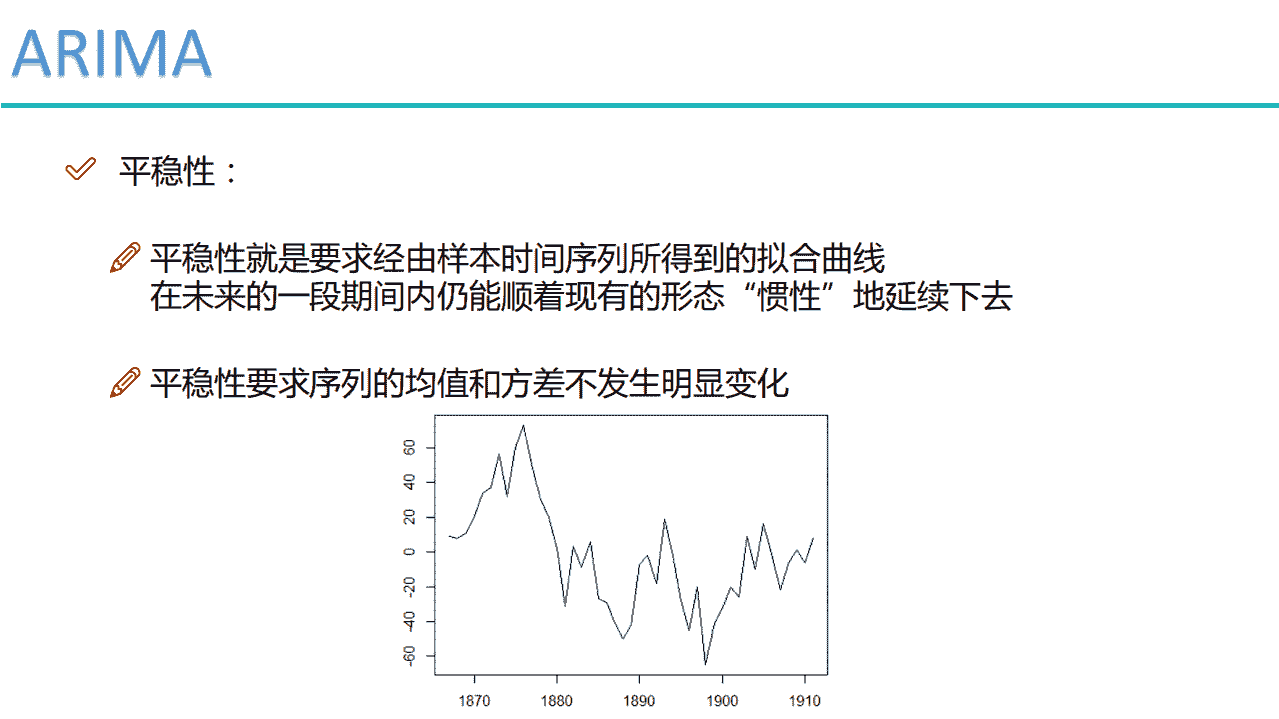 ARIMA
平稳性：
平稳性就是要求经由样本时间序列所得到的拟合曲线
在未来的一段期间内仍能顺着现有的形态“惯性”地延续下去
平稳性要求序列的均值和方差不发生明显变化
60
40
20
0
-20
-40
-60
1870 1880 1890 1900 1910